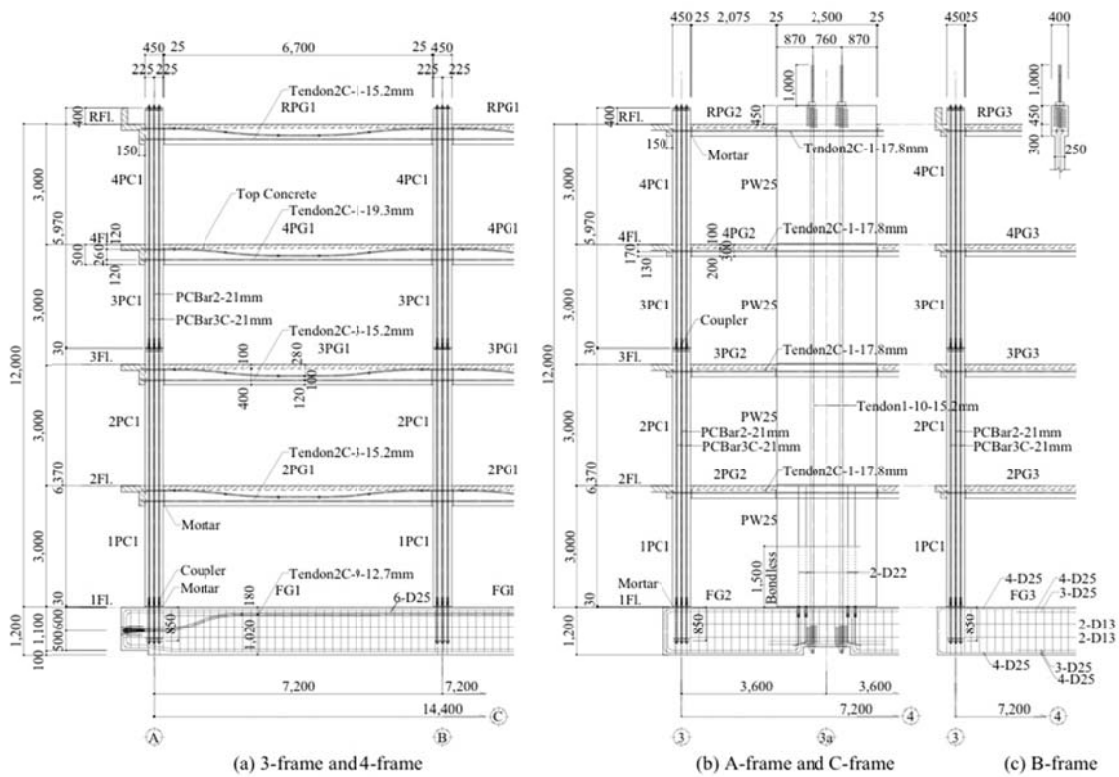 450 25 6,700 25 450
225 225 225 225
Tendon2C-1-15.2mm
RPG1 RPG1
400
RFl.
150
4PC1 4PC1
3,000
Top Concrete
Tendon2C-4-19.3mm
4PG1 4PG1
4Fl.
120
5,970
500
260
120
3PC1 3PC1
PCBar2-21mm
PCBar3C-21mm
3,000
Tendon2C-3-15.2mm
3PG1 3PG1
30
3Fl.
100
280
400
120
100
12,000
2PC1 2PC1
3,000
Tendon2C-3-15.2mm
2PG1 2PG1
2Fl.
6,370
Mortar
1PC1 1PC1
3,000
Coupler
Mortar
Tendon2C-9-12.7mm
FG1 FG1
6-D25
30
1Fl.
180
850
1,020
1,200
1,100
600
500
100
7,200 7,200
14,400 C
A B
(a) 3-frame and 4-frame
450 25 2,075 25 2,500 25
870 760 870
1,000
450
400
RFl.
RPG2
150
Tendon2C-1-17.8mm
Mortar
4PC1 PW25
3,000
4Fl.
4PG2
100
300
Tendon2C-1-17.8mm
170
130
200
5,970
3PC1 PW25
3,000
Coupler
30
3Fl.
3PG2
Tendon2C-1-17.8mm
12,000
Tendon1-10-15.2mm
2PC1 PW25
PCBar2-21mm
PCBar3C-21mm
3,000
2Fl.
2PG2
Tendon2C-1-17.8mm
6,370
PW25
1PC1
3,000
1,500
Bondless
2-D22
Mortar
30
1Fl.
FG2
850
1,200
3,600 3,600
7,200 4
3 3a
(b) A-frame and C-frame
450 25
400
1,000
450
300
250
RPG3
4PC1
4PG3
3PC1
3PG3
2PC1
PCBar2-21mm
PCBar3C-21mm
2PG3
1PC1
4-D25 4-D25
FG3 3-D25
850
2-D13
2-D13
4-D25 3-D25
4-D25
7,200 4
3
(c) B-frame